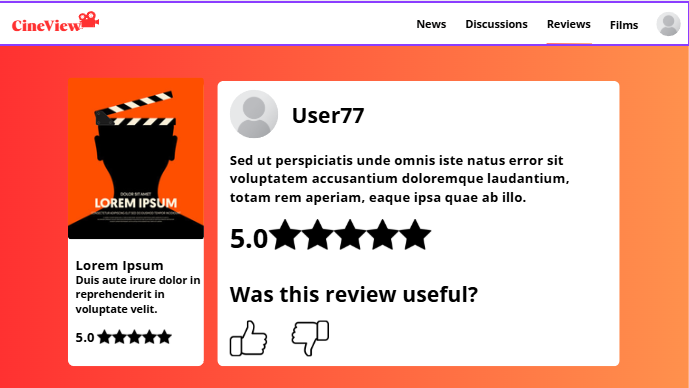 CineView
News Discussions Reviews Films
DOLOR SIT AMET
LOREM IPSUM
Lorem Ipsum
Duis aute irure dolor in
reprehenderit in
voluptate velit.
5.0
User77
Sed ut perspiciatis unde omnis iste natus error sit
voluptatem accusantium doloremque laudantium,
totam rem aperiam, eaque ipsa quae ab illo.
5.0
Was this review useful?